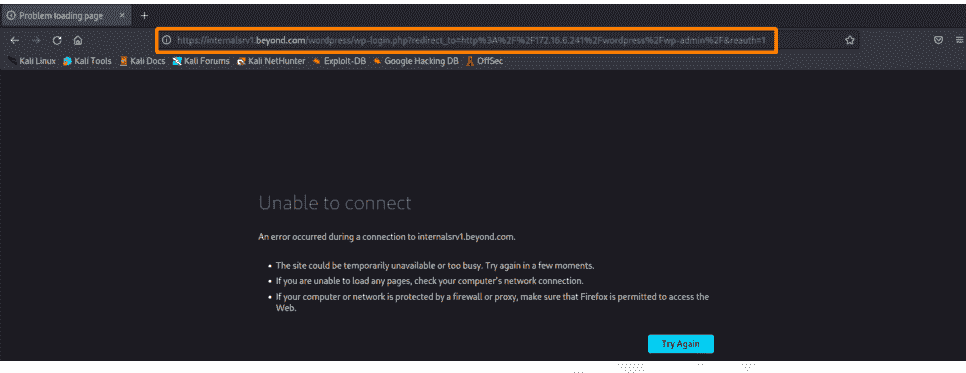 Problem loading page
https://internalsrv1.beyond.com/wordpress/wp-login.php?redirect_to=http%3A%2F%2F172.16.6.241%2Fwordpress%2Fwp-admin%2F&reauth=1
Kali Linux Kali Tools Kali Docs Kali Forums Kali NetHunter Exploit-DB Google Hacking DB OffSec
Unable to connect
An error occurred during a connection to internalsrv1.beyond.com.
• The site could be temporarily unavailable or too busy. Try again in a few moments.
• If you are unable to load any pages, check your computer's network connection.
• If your computer or network is protected by a firewall or proxy, make sure that Firefox is permitted to access the
Web.
Try Again